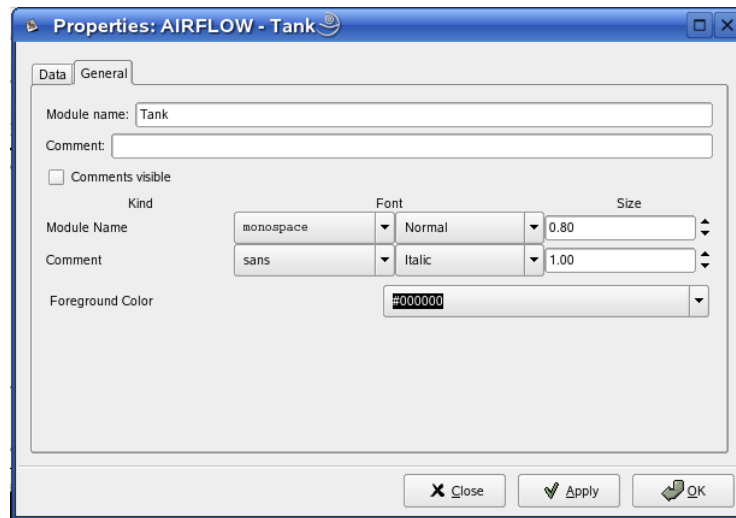 Properties: AIRFLOW - Tank
Data General
Module name: Tank
Comment:
Comments visible
Kind Font Size
Module Name monospace Normal 0.80
Comment sans Italic 1.00
Foreground Color #000000
Close Apply OK